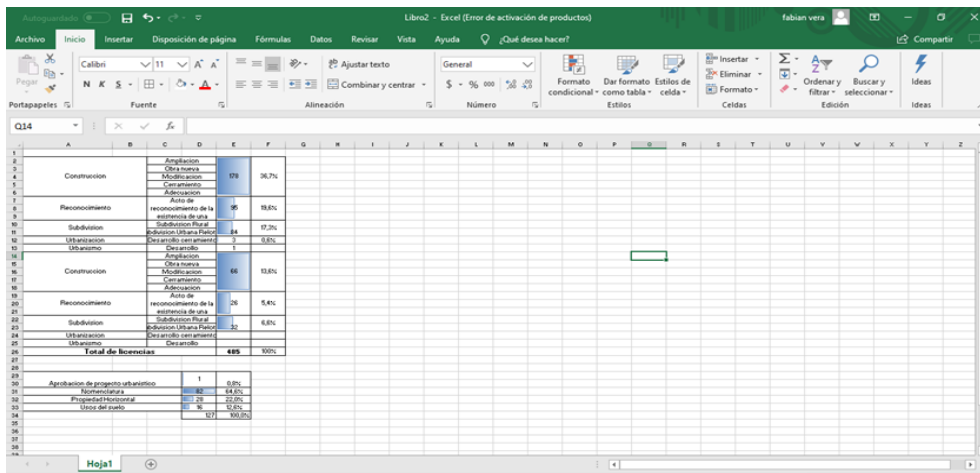 Autoguardado
Libro2 - Excel (Error de activación de productos)
fabian vera
Archivo Inicio Insertar Disposición de página Fórmulas Datos Revisar Vista Ayuda ¿Qué desea hacer? Compartir
Pegar
Calibri 11
N K S
Ajustar texto
Combinar y centrar
General
$ % 000
Formato condicional
Dar formato como tabla
Estilos de celda
Insertar
Eliminar
Formato
Ordenar y filtrar
Buscar y seleccionar
Ideas
Portapapeles Fuente Alineación Número Estilos Celdas Edición Ideas
Q14 fx
A B C D E F G H I J K L M N O P Q R S T U V W X Y Z
Construccion 178 36,7%
Ampliacion
Obra nueva
Modificacion
Cerramiento
Adecuacion
Reconocimiento 95 19,6%
Acto de
reconocimiento de la
existencia de una
Subdivision 84 17,3%
Subdivision Rural
Urbanizacion Desarrollo cerramiento 3 0,6%
Urbanismo Desarrollo 1
Construccion 66 13,6%
Ampliacion
Obra nueva
Modificacion
Cerramiento
Adecuacion
Reconocimiento 26 5,4%
Acto de
reconocimiento de la
existencia de una
Subdivision 32 6,6%
Subdivision Rural
Urbanizacion Desarrollo cerramiento
Urbanismo Desarrollo
Total de licencias 485 100%
Aprobacion de proyecto urbanistico 1 0,8%
Nomenclatura 82 64,6%
Propiedad Horizontal 28 22,0%
Usos del suelo 16 12,6%
127 100,0%
Hoja1